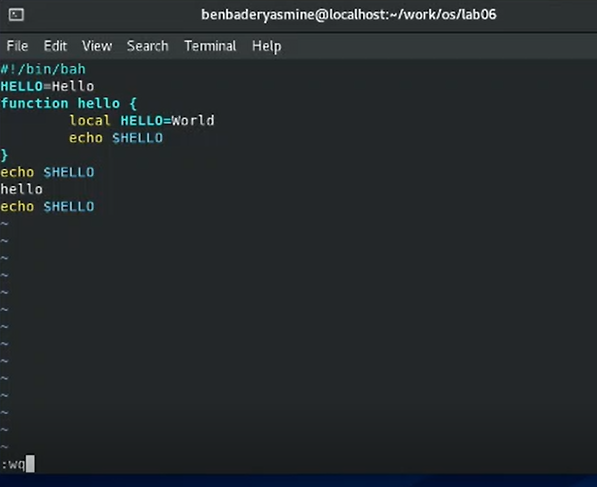 benbaderyasmine@localhost:~/work/os/lab06
File Edit View Search Terminal Help
#!/bin/bah
HELLO=Hello
function hello {
        local HELLO=World
        echo $HELLO
}
echo $HELLO
hello
echo $HELLO
~
~
~
~
~
~
~
~
~
~
~
~
~
~
:wq